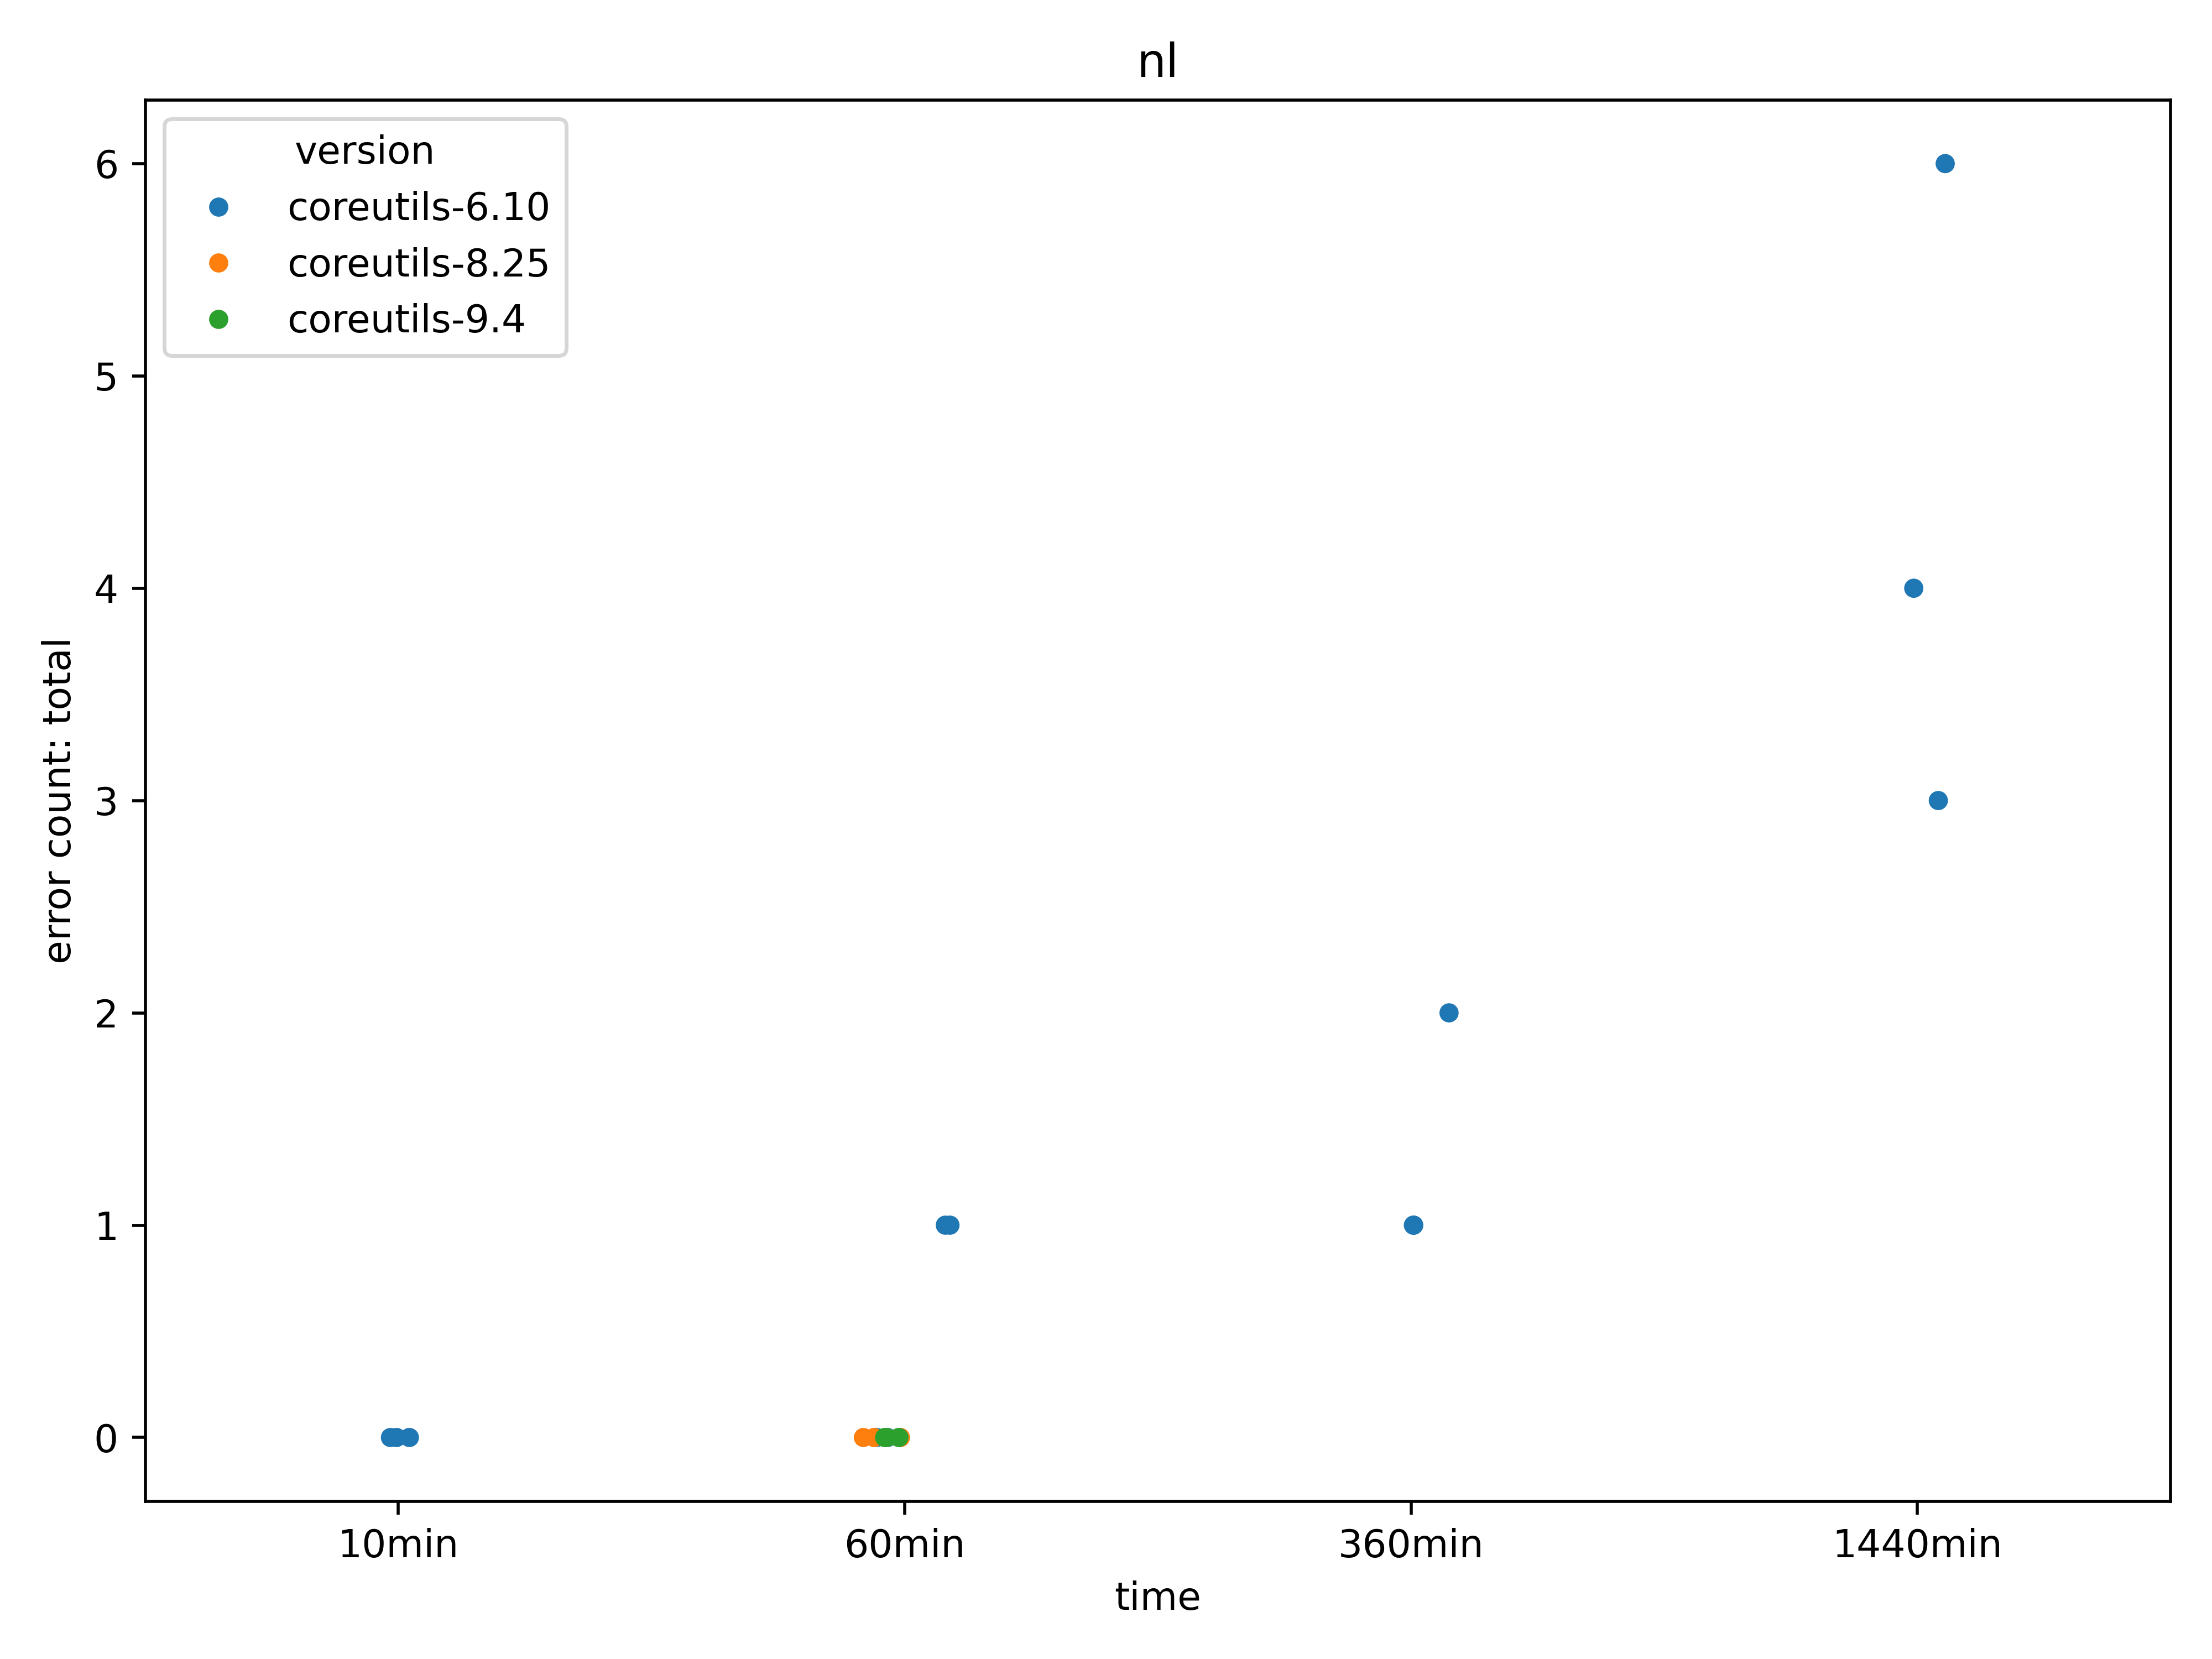 nl
version
coreutils-6.10
coreutils-8.25
coreutils-9.4
error count: total
6
5
4
3
2
1
0
10min
60min
360min
1440min
time